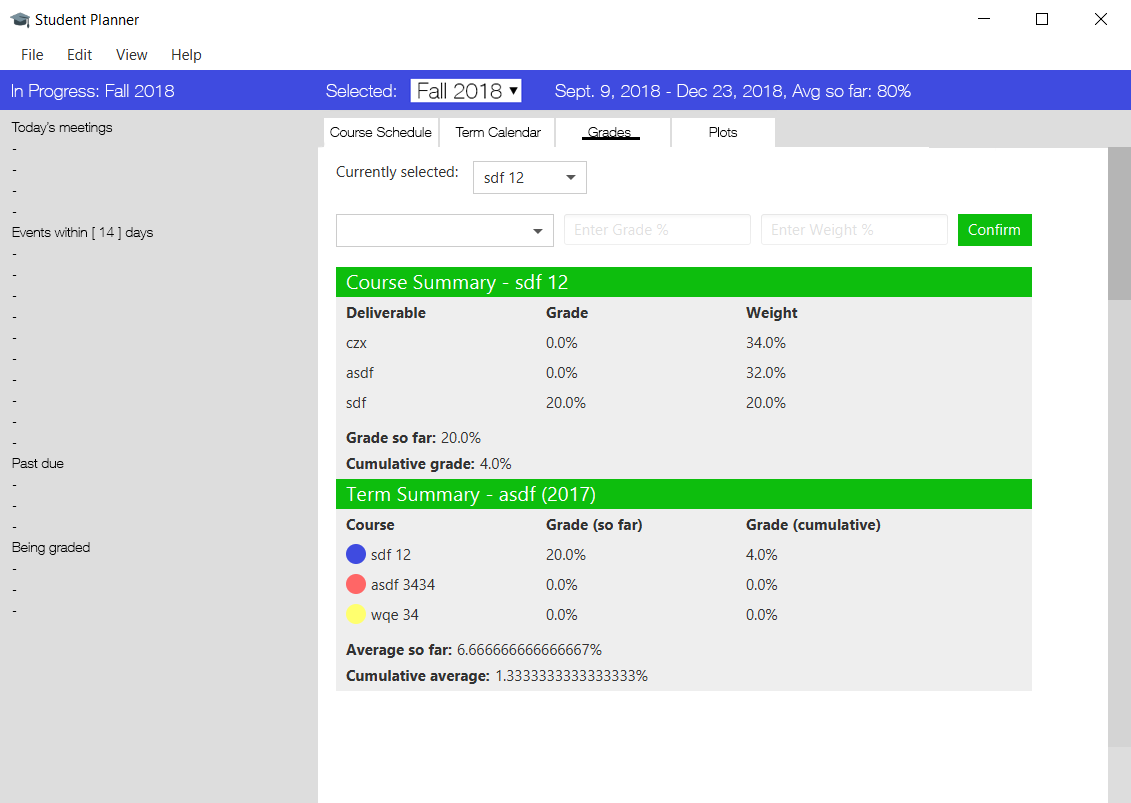 Student Planner
File Edit View Help
In Progress: Fall 2018 Selected: Fall 2018 Sept. 9, 2018 - Dec 23, 2018, Avg so far: 80%
Today's meetings
-
-
-
-
Events within [ 14 ] days
-
-
-
-
-
-
-
-
-
-
Past due
-
-
-
Being graded
-
-
-
Course Schedule Term Calendar Grades Plots
Currently selected: sdf 12
Enter Grade % Enter Weight % Confirm
Course Summary - sdf 12
Deliverable Grade Weight
czx 0.0% 34.0%
asdf 0.0% 32.0%
sdf 20.0% 20.0%
Grade so far: 20.0%
Cumulative grade: 4.0%
Term Summary - asdf (2017)
Course Grade (so far) Grade (cumulative)
sdf 12 20.0% 4.0%
asdf 3434 0.0% 0.0%
wqe 34 0.0% 0.0%
Average so far: 6.666666666666667%
Cumulative average: 1.3333333333333333%